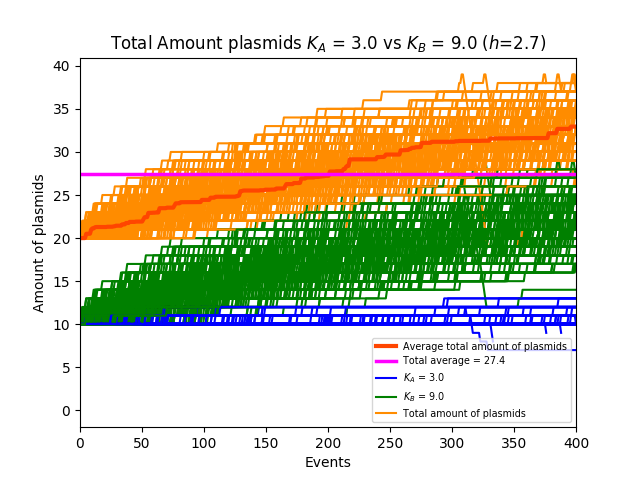 Total Amount plasmids K_A = 3.0 vs K_B = 9.0 (h=2.7)
40
35
30
25
20
15
10
5
0
Amount of plasmids
Average total amount of plasmids
Total average = 27.4
K_A = 3.0
K_B = 9.0
Total amount of plasmids
0 50 100 150 200 250 300 350 400
Events